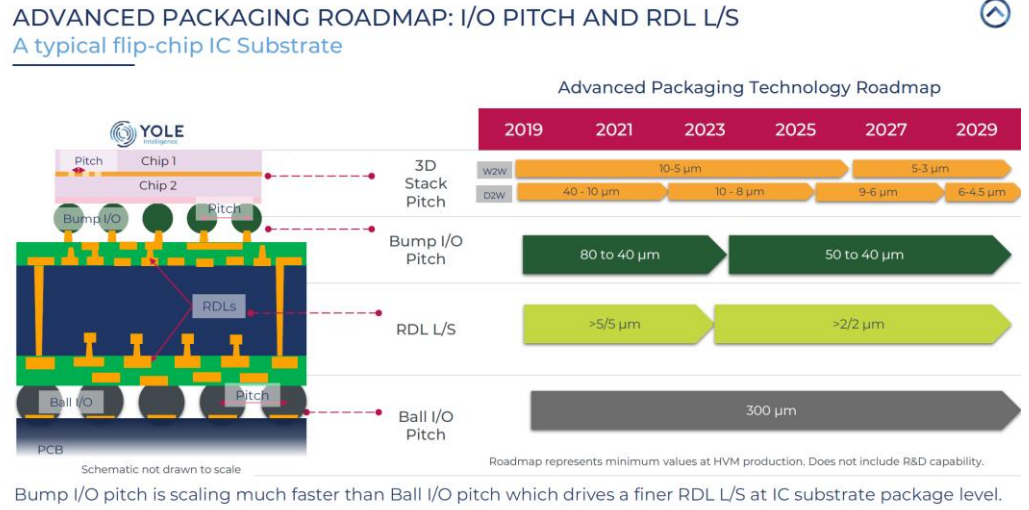 ADVANCED PACKAGING ROADMAP: I/O PITCH AND RDL L/S
A typical flip-chip IC Substrate
YOLE
Intelligence
Pitch
Chip 1
Chip 2
Bump I/O
Pitch
RDLs
Ball I/O
Pitch
PCB
Schematic not drawn to scale
Advanced Packaging Technology Roadmap
2019 2021 2023 2025 2027 2029
3D
Stack
Pitch
W2W 10-5 µm 5-3 µm
D2W 40 - 10 µm 10 - 8 µm 9-6 µm 6-4.5 µm
Bump I/O
Pitch
80 to 40 µm 50 to 40 µm
RDL L/S
>5/5 µm >2/2 µm
Ball I/O
Pitch
300 µm
Roadmap represents minimum values at HVM production. Does not include R&D capability.
Bump I/O pitch is scaling much faster than Ball I/O pitch which drives a finer RDL L/S at IC substrate package level.